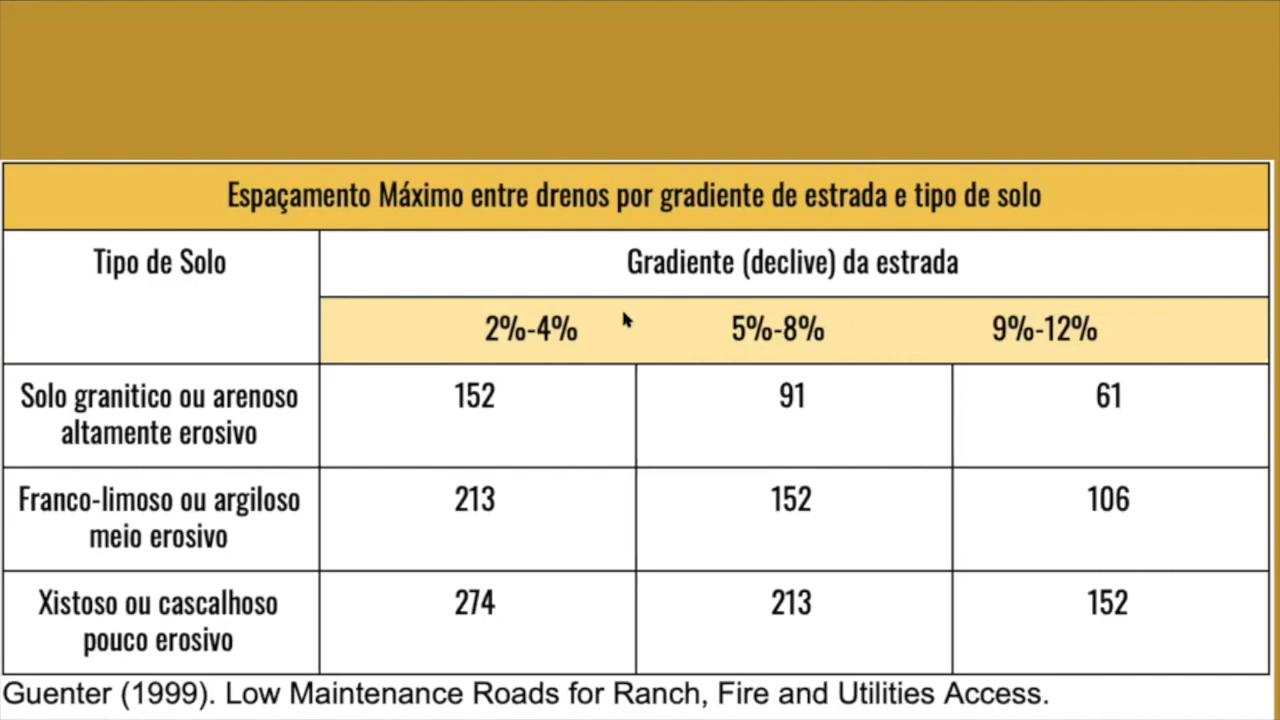 Espaçamento Máximo entre drenos por gradiente de estrada e tipo de solo
Tipo de Solo
Gradiente (declive) da estrada
2%-4% 5%-8% 9%-12%
Solo granitico ou arenoso
altamente erosivo
152 91 61
Franco-limoso ou argiloso
meio erosivo
213 152 106
Xistoso ou cascalhoso
pouco erosivo
274 213 152
Guenter (1999). Low Maintenance Roads for Ranch, Fire and Utilities Access.